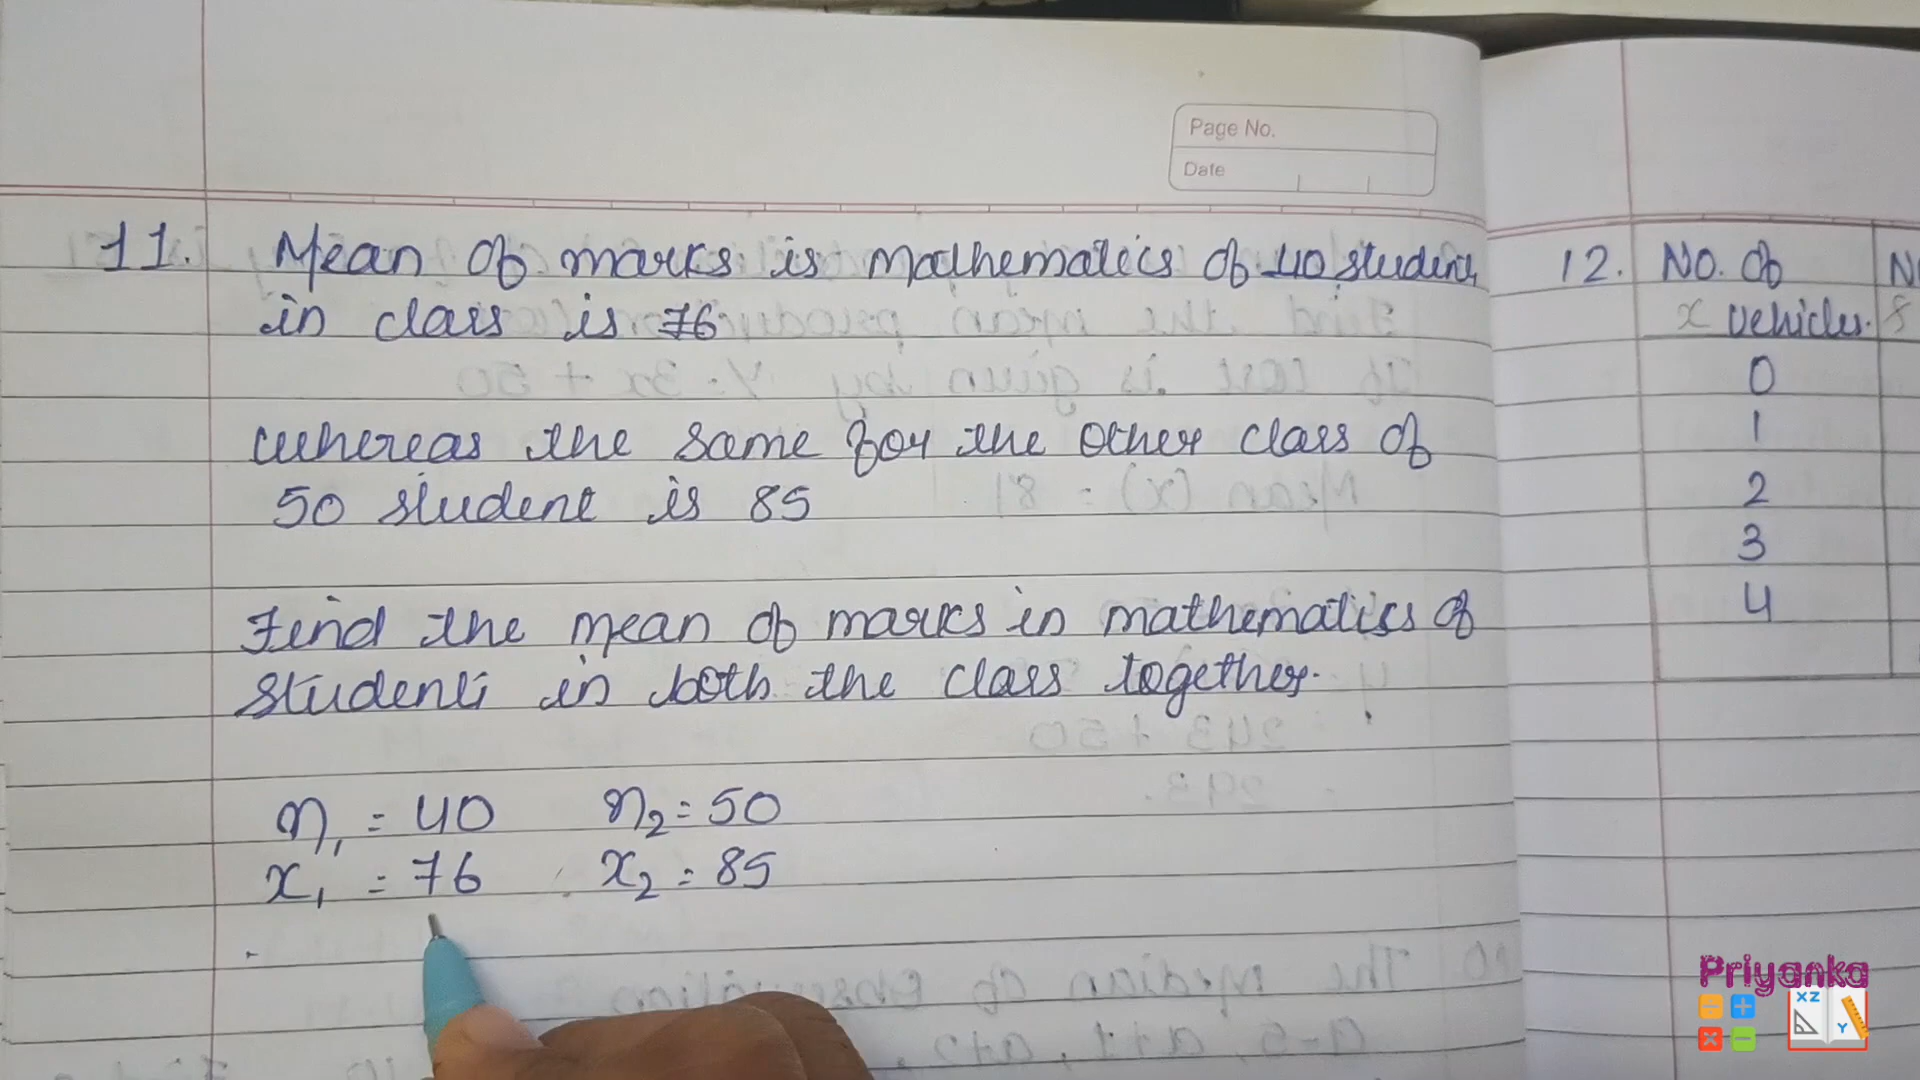 Page No.
Date
11. Mean of marks is mathematics of 40 student
in class is 76
whereas the same for the other class of
50 student is 85
Find the mean of marks in mathematics of
students in both the class together.
n1 = 40 n2 = 50
x1 = 76 x2 = 85
12. No. of
x vehicles.
0
1
2
3
4
Priyanka
XZ
Y